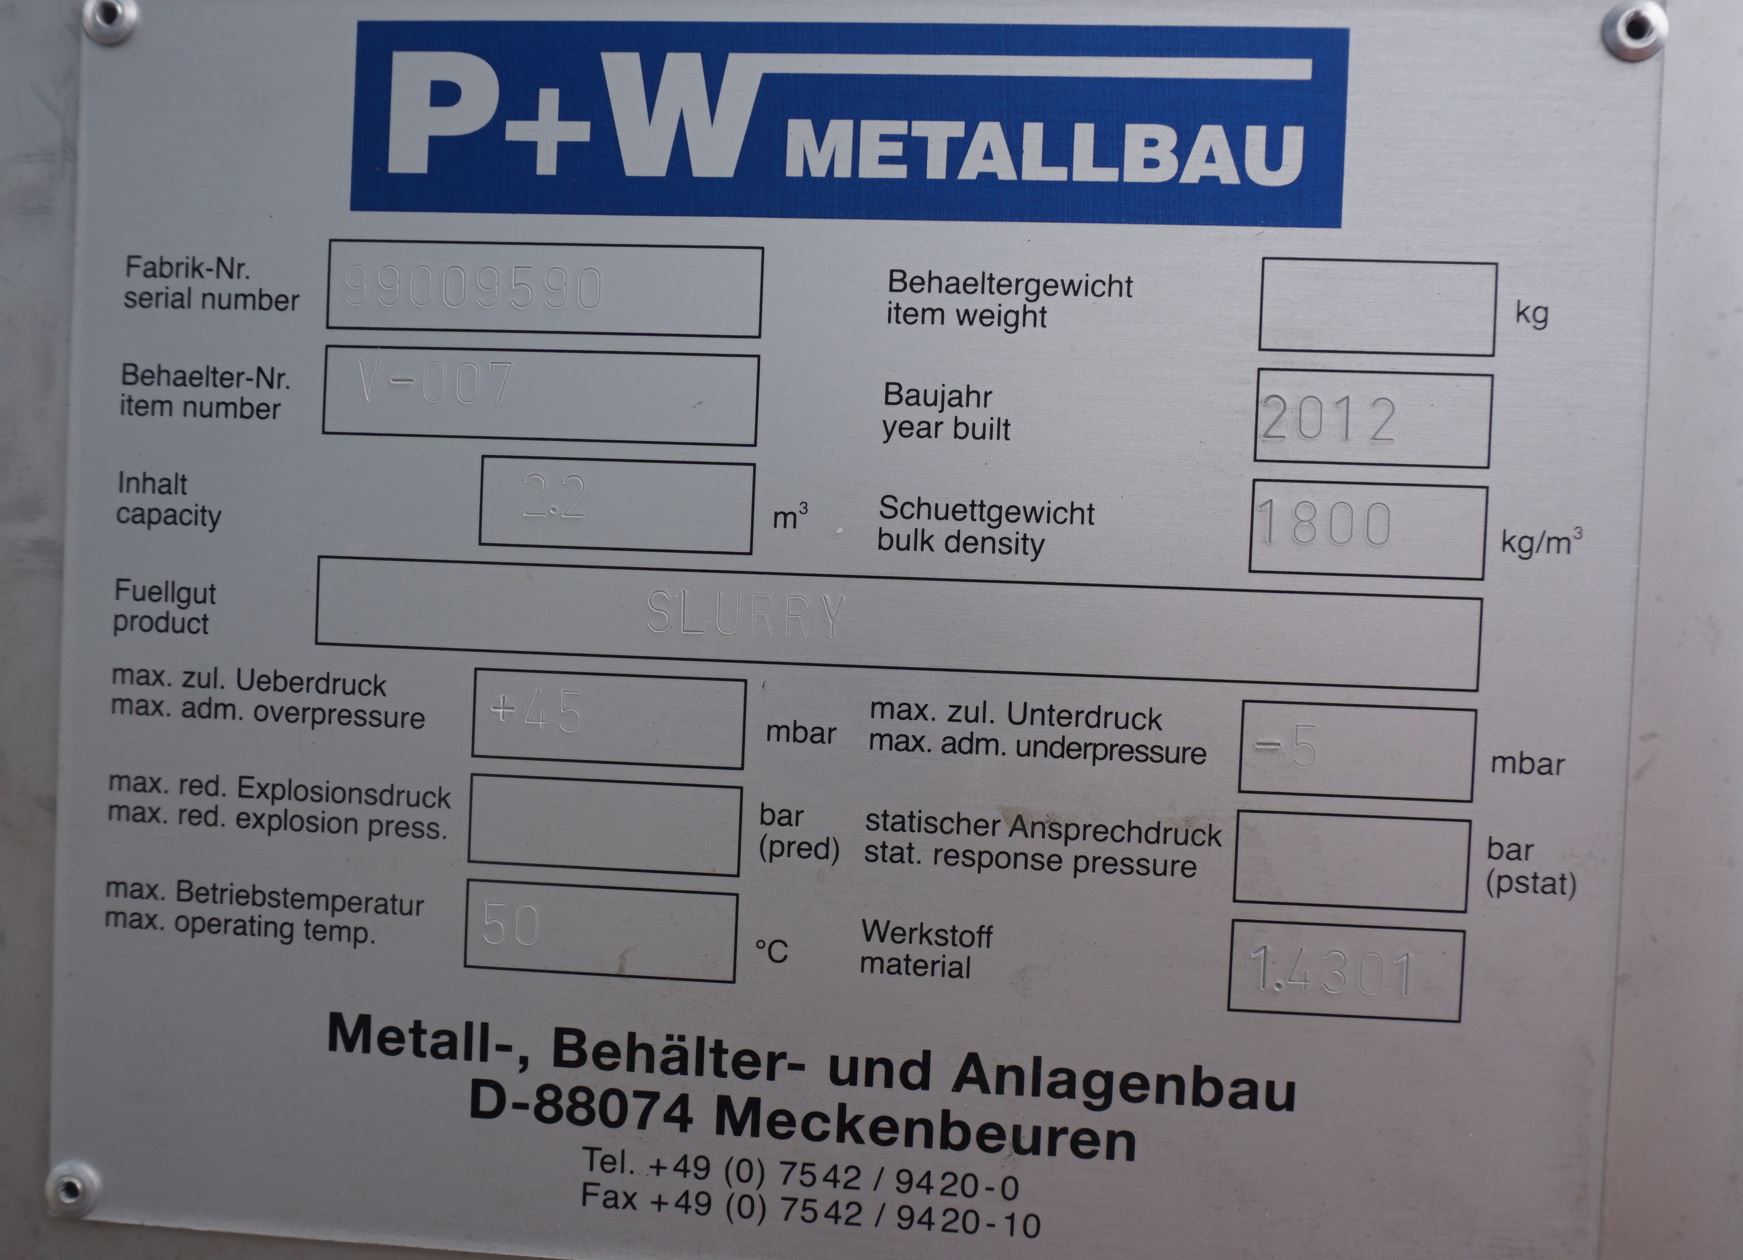 P+W METALLBAU
Fabrik-Nr.
serial number
99009590
Behaeltergewicht
item weight
kg
Behaelter-Nr.
item number
V-007
Baujahr
year built
2012
Inhalt
capacity
2.2
m³
Schuettgewicht
bulk density
1800
kg/m³
Fuellgut
product
SLURRY
max. zul. Ueberdruck
max. adm. overpressure
+45
mbar
max. zul. Unterdruck
max. adm. underpressure
-5
mbar
max. red. Explosionsdruck
max. red. explosion press.
bar
(pred)
statischer Ansprechdruck
stat. response pressure
bar
(pstat)
max. Betriebstemperatur
max. operating temp.
50
°C
Werkstoff
material
1.4301
Metall-, Behälter- und Anlagenbau
D-88074 Meckenbeuren
Tel. +49 (0) 7542 / 9420-0
Fax +49 (0) 7542 / 9420-10